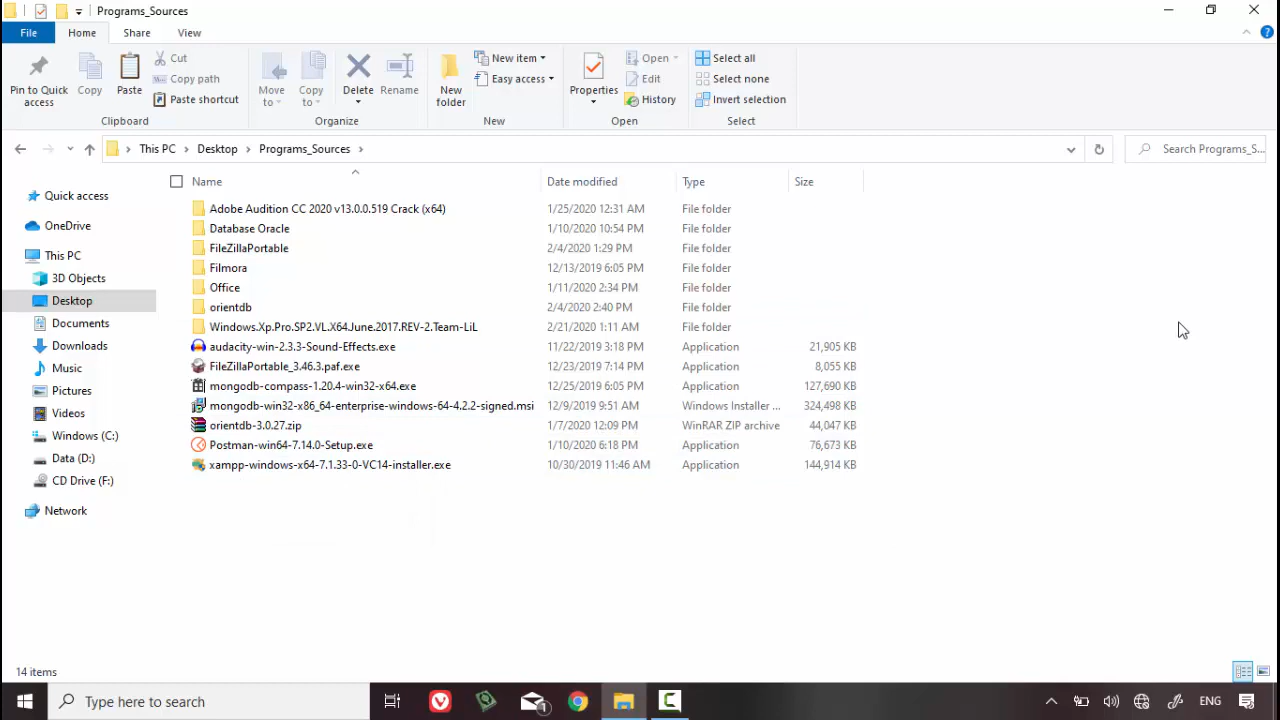 Programs_Sources
File Home Share View
Pin to Quick access
Copy
Paste
Cut
Copy path
Paste shortcut
Clipboard
Move to
Copy to
Delete
Rename
Organize
New folder
New item
Easy access
New
Properties
Open
Edit
History
Open
Select all
Select none
Invert selection
Select
This PC Desktop Programs_Sources
Search Programs_S...
Quick access
OneDrive
This PC
3D Objects
Desktop
Documents
Downloads
Music
Pictures
Videos
Windows (C:)
Data (D:)
CD Drive (F:)
Network
Name Date modified Type Size
Adobe Audition CC 2020 v13.0.0.519 Crack (x64) 1/25/2020 12:31 AM File folder
Database Oracle 1/10/2020 10:54 PM File folder
FileZillaPortable 2/4/2020 1:29 PM File folder
Filmora 12/13/2019 6:05 PM File folder
Office 1/11/2020 2:34 PM File folder
orientdb 2/4/2020 2:40 PM File folder
Windows.Xp.Pro.SP2.VL.X64.June.2017.REV-2.Team-LiL 2/21/2020 1:11 AM File folder
audacity-win-2.3.3-Sound-Effects.exe 11/22/2019 3:18 PM Application 21,905 KB
FileZillaPortable_3.46.3.paf.exe 12/23/2019 7:14 PM Application 8,055 KB
mongodb-compass-1.20.4-win32-x64.exe 12/25/2019 6:05 PM Application 127,690 KB
mongodb-win32-x86_64-enterprise-windows-64-4.2.2-signed.msi 12/9/2019 9:51 AM Windows Installer ... 324,498 KB
orientdb-3.0.27.zip 1/7/2020 12:09 PM WinRAR ZIP archive 44,047 KB
Postman-win64-7.14.0-Setup.exe 1/10/2020 6:18 PM Application 76,673 KB
xampp-windows-x64-7.1.33-0-VC14-installer.exe 10/30/2019 11:46 AM Application 144,914 KB
14 items
Type here to search
1
ENG